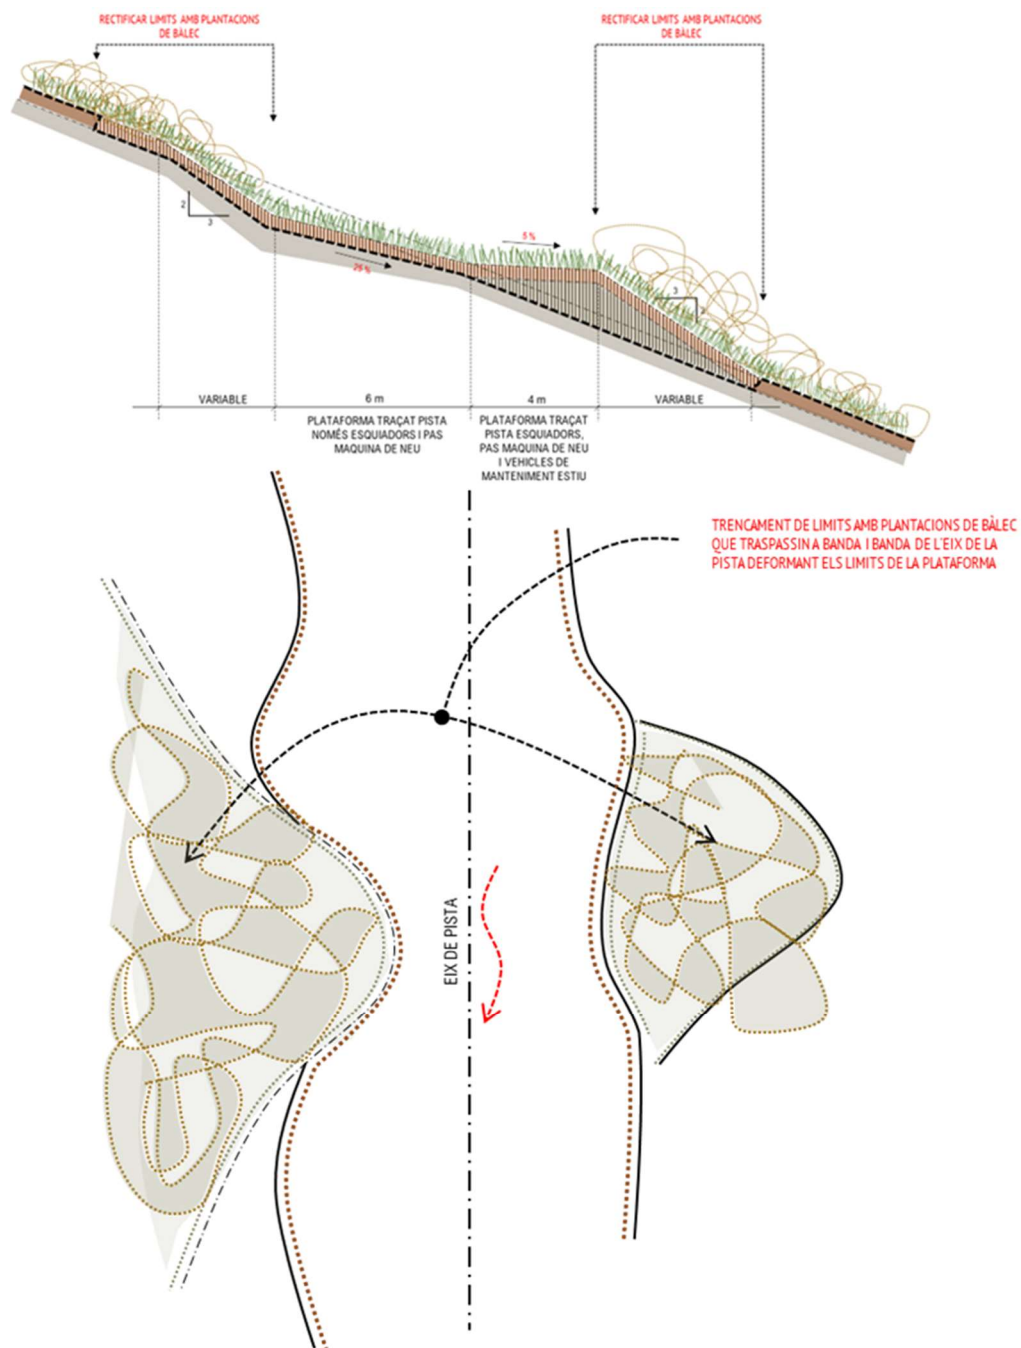 RECTIFICAR LIMITS AMB PLANTACIONS
DE BÀLEC
RECTIFICAR LIMITS AMB PLANTACIONS
DE BÀLEC
2
3
25 %
5 %
3
VARIABLE
6 m
4 m
VARIABLE
PLATAFORMA TRAÇAT PISTA
NOMÉS ESQUIADORS I PAS
MAQUINA DE NEU
PLATAFORMA TRAÇAT
PISTA ESQUIADORS,
PAS MAQUINA DE NEU
I VEHICLES DE
MANTENIMENT ESTIU
TRENCAMENT DE LIMITS AMB PLANTACIONS DE BÀLEC
QUE TRASPASSIN A BANDA I BANDA DE L'EIX DE LA
PISTA DEFORMANT ELS LIMITS DE LA PLATAFORMA
EIX DE PISTA